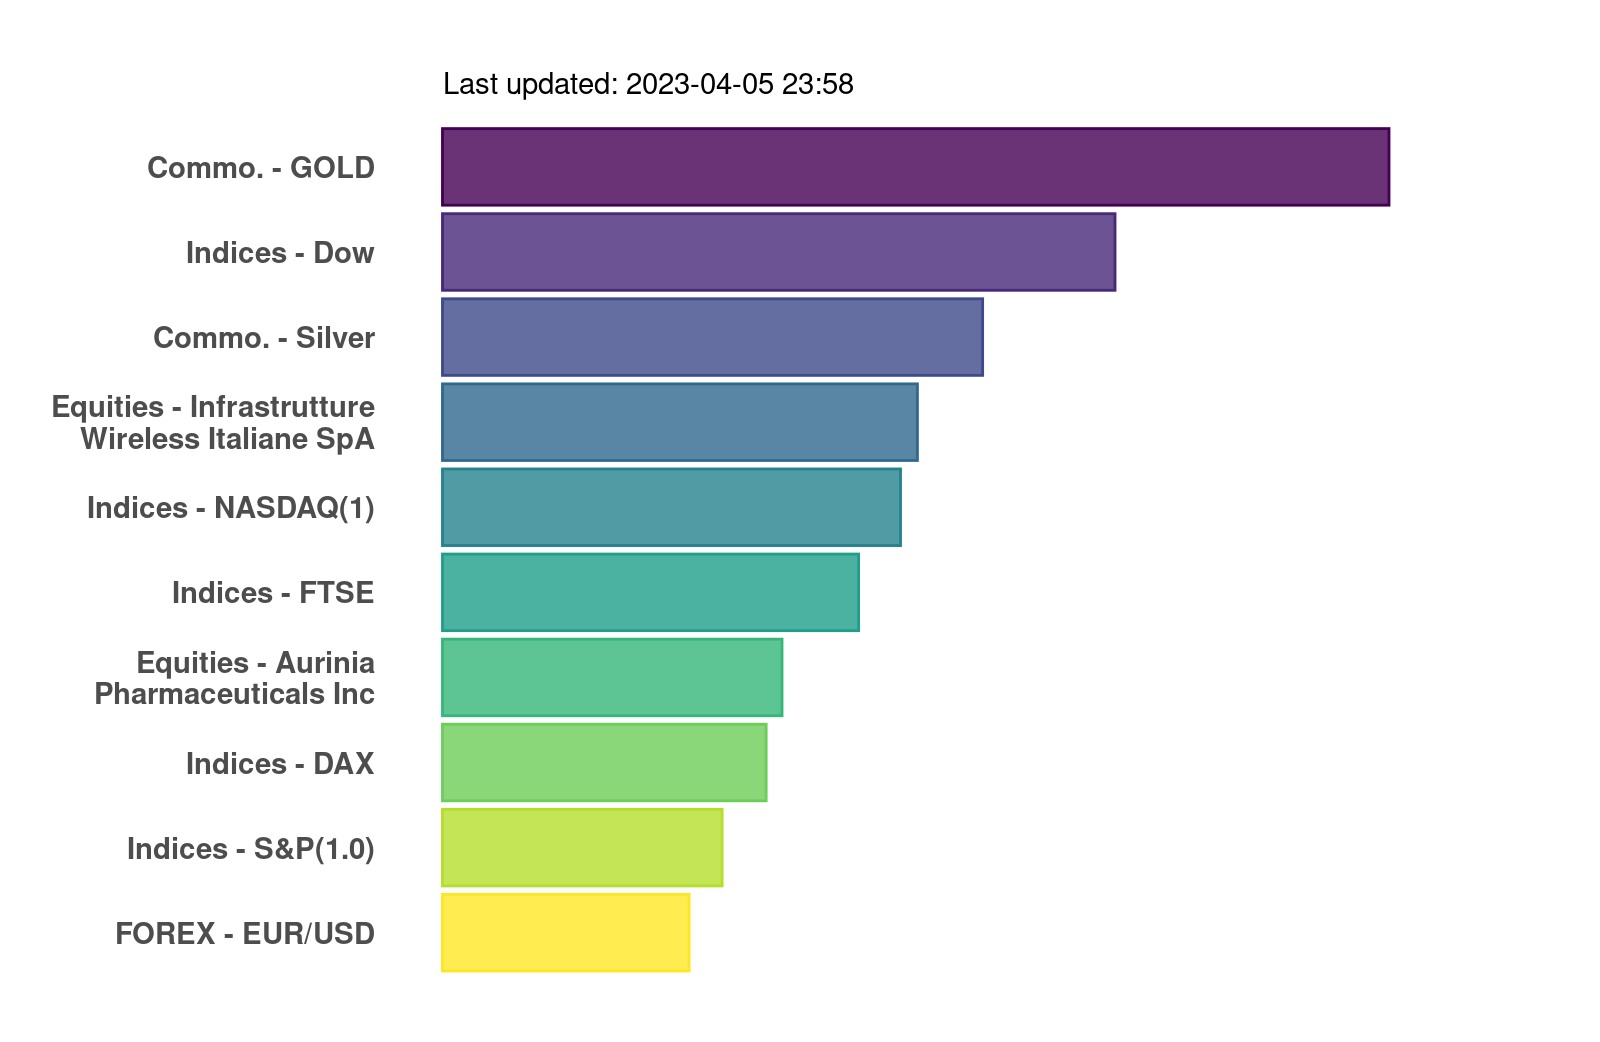 Last updated: 2023-04-05 23:58
Commo. - GOLD
Indices - Dow
Commo. - Silver
Equities - Infrastrutture
Wireless Italiane SpA
Indices - NASDAQ(1)
Indices - FTSE
Equities - Aurinia
Pharmaceuticals Inc
Indices - DAX
Indices - S&P(1.0)
FOREX - EUR/USD